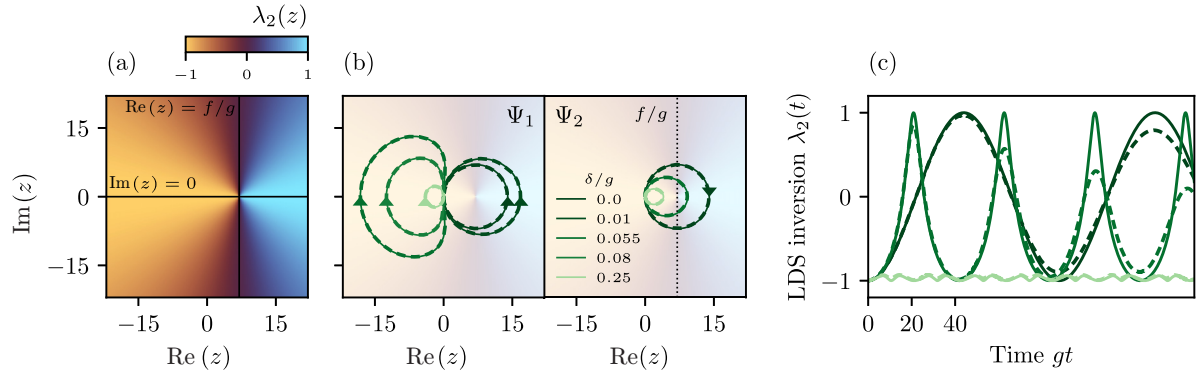 λ₂(z)
−1 0 1
(a)
Re(z) = f/g
Im(z) = 0
15
0
−15
Im(z)
−15 0 15
Re(z)
(b)
Ψ₁
−15 0 15
Re(z)
Ψ₂
f/g
δ/g
0.0
0.01
0.055
0.08
0.25
−15 0 15
Re(z)
(c)
LDS inversion λ₂(t)
1
0
−1
0 20 40
Time gt